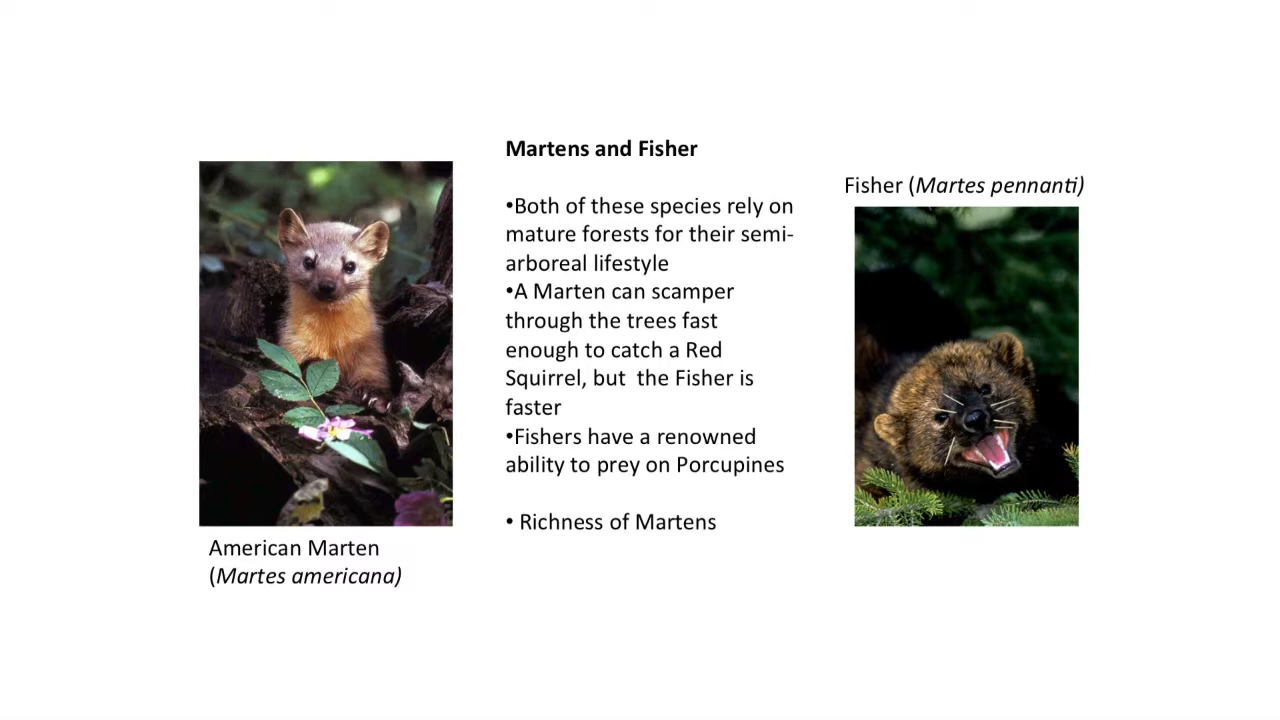 Martens and Fisher
•Both of these species rely on
mature forests for their semi-
arboreal lifestyle
•A Marten can scamper
through the trees fast
enough to catch a Red
Squirrel, but  the Fisher is
faster
•Fishers have a renowned
ability to prey on Porcupines
• Richness of Martens
American Marten
(Martes americana)
Fisher (Martes pennanti)